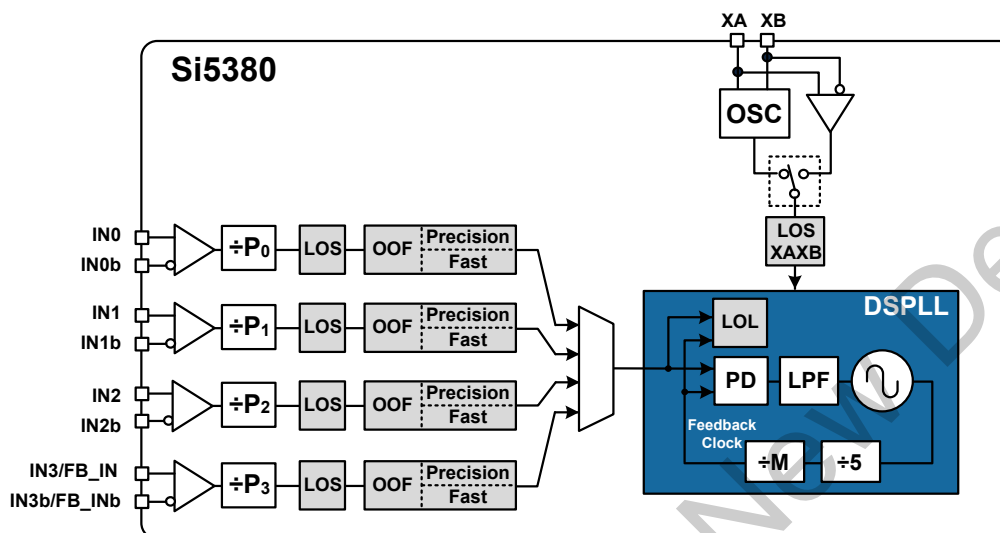 XA XB
Si5380
OSC
LOS
XAXB
IN0
IN0b
÷P0
LOS
OOF
Precision
Fast
IN1
IN1b
÷P1
LOS
OOF
Precision
Fast
IN2
IN2b
÷P2
LOS
OOF
Precision
Fast
IN3/FB_IN
IN3b/FB_INb
÷P3
LOS
OOF
Precision
Fast
DSPLL
LOL
PD
LPF
Feedback
Clock
÷M
÷5
New De